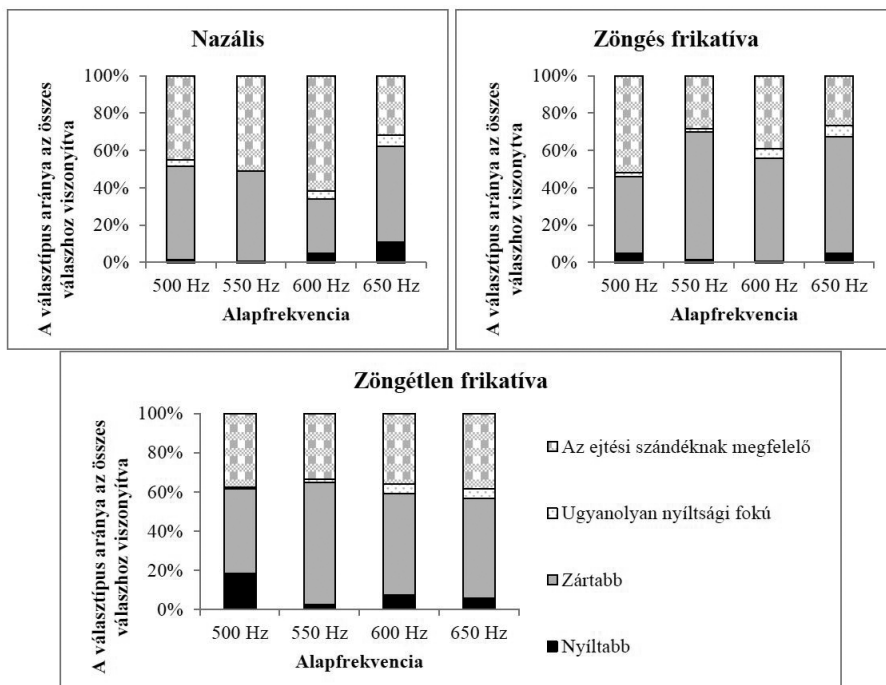 Nazális
A választípus aránya az összes
válaszhoz viszonyítva
100%
80%
60%
40%
20%
0%
500 Hz 550 Hz 600 Hz 650 Hz
Alapfrekvencia
Zöngés frikatíva
A választípus aránya az összes
válaszhoz viszonyítva
100%
80%
60%
40%
20%
0%
500 Hz 550 Hz 600 Hz 650 Hz
Alapfrekvencia
Zöngétlen frikatíva
A választípus aránya az összes
válaszhoz viszonyítva
100%
80%
60%
40%
20%
0%
500 Hz 550 Hz 600 Hz 650 Hz
Alapfrekvencia
Az ejtési szándéknak megfelelő
Ugyanolyan nyíltsági fokú
Zártabb
Nyíltabb